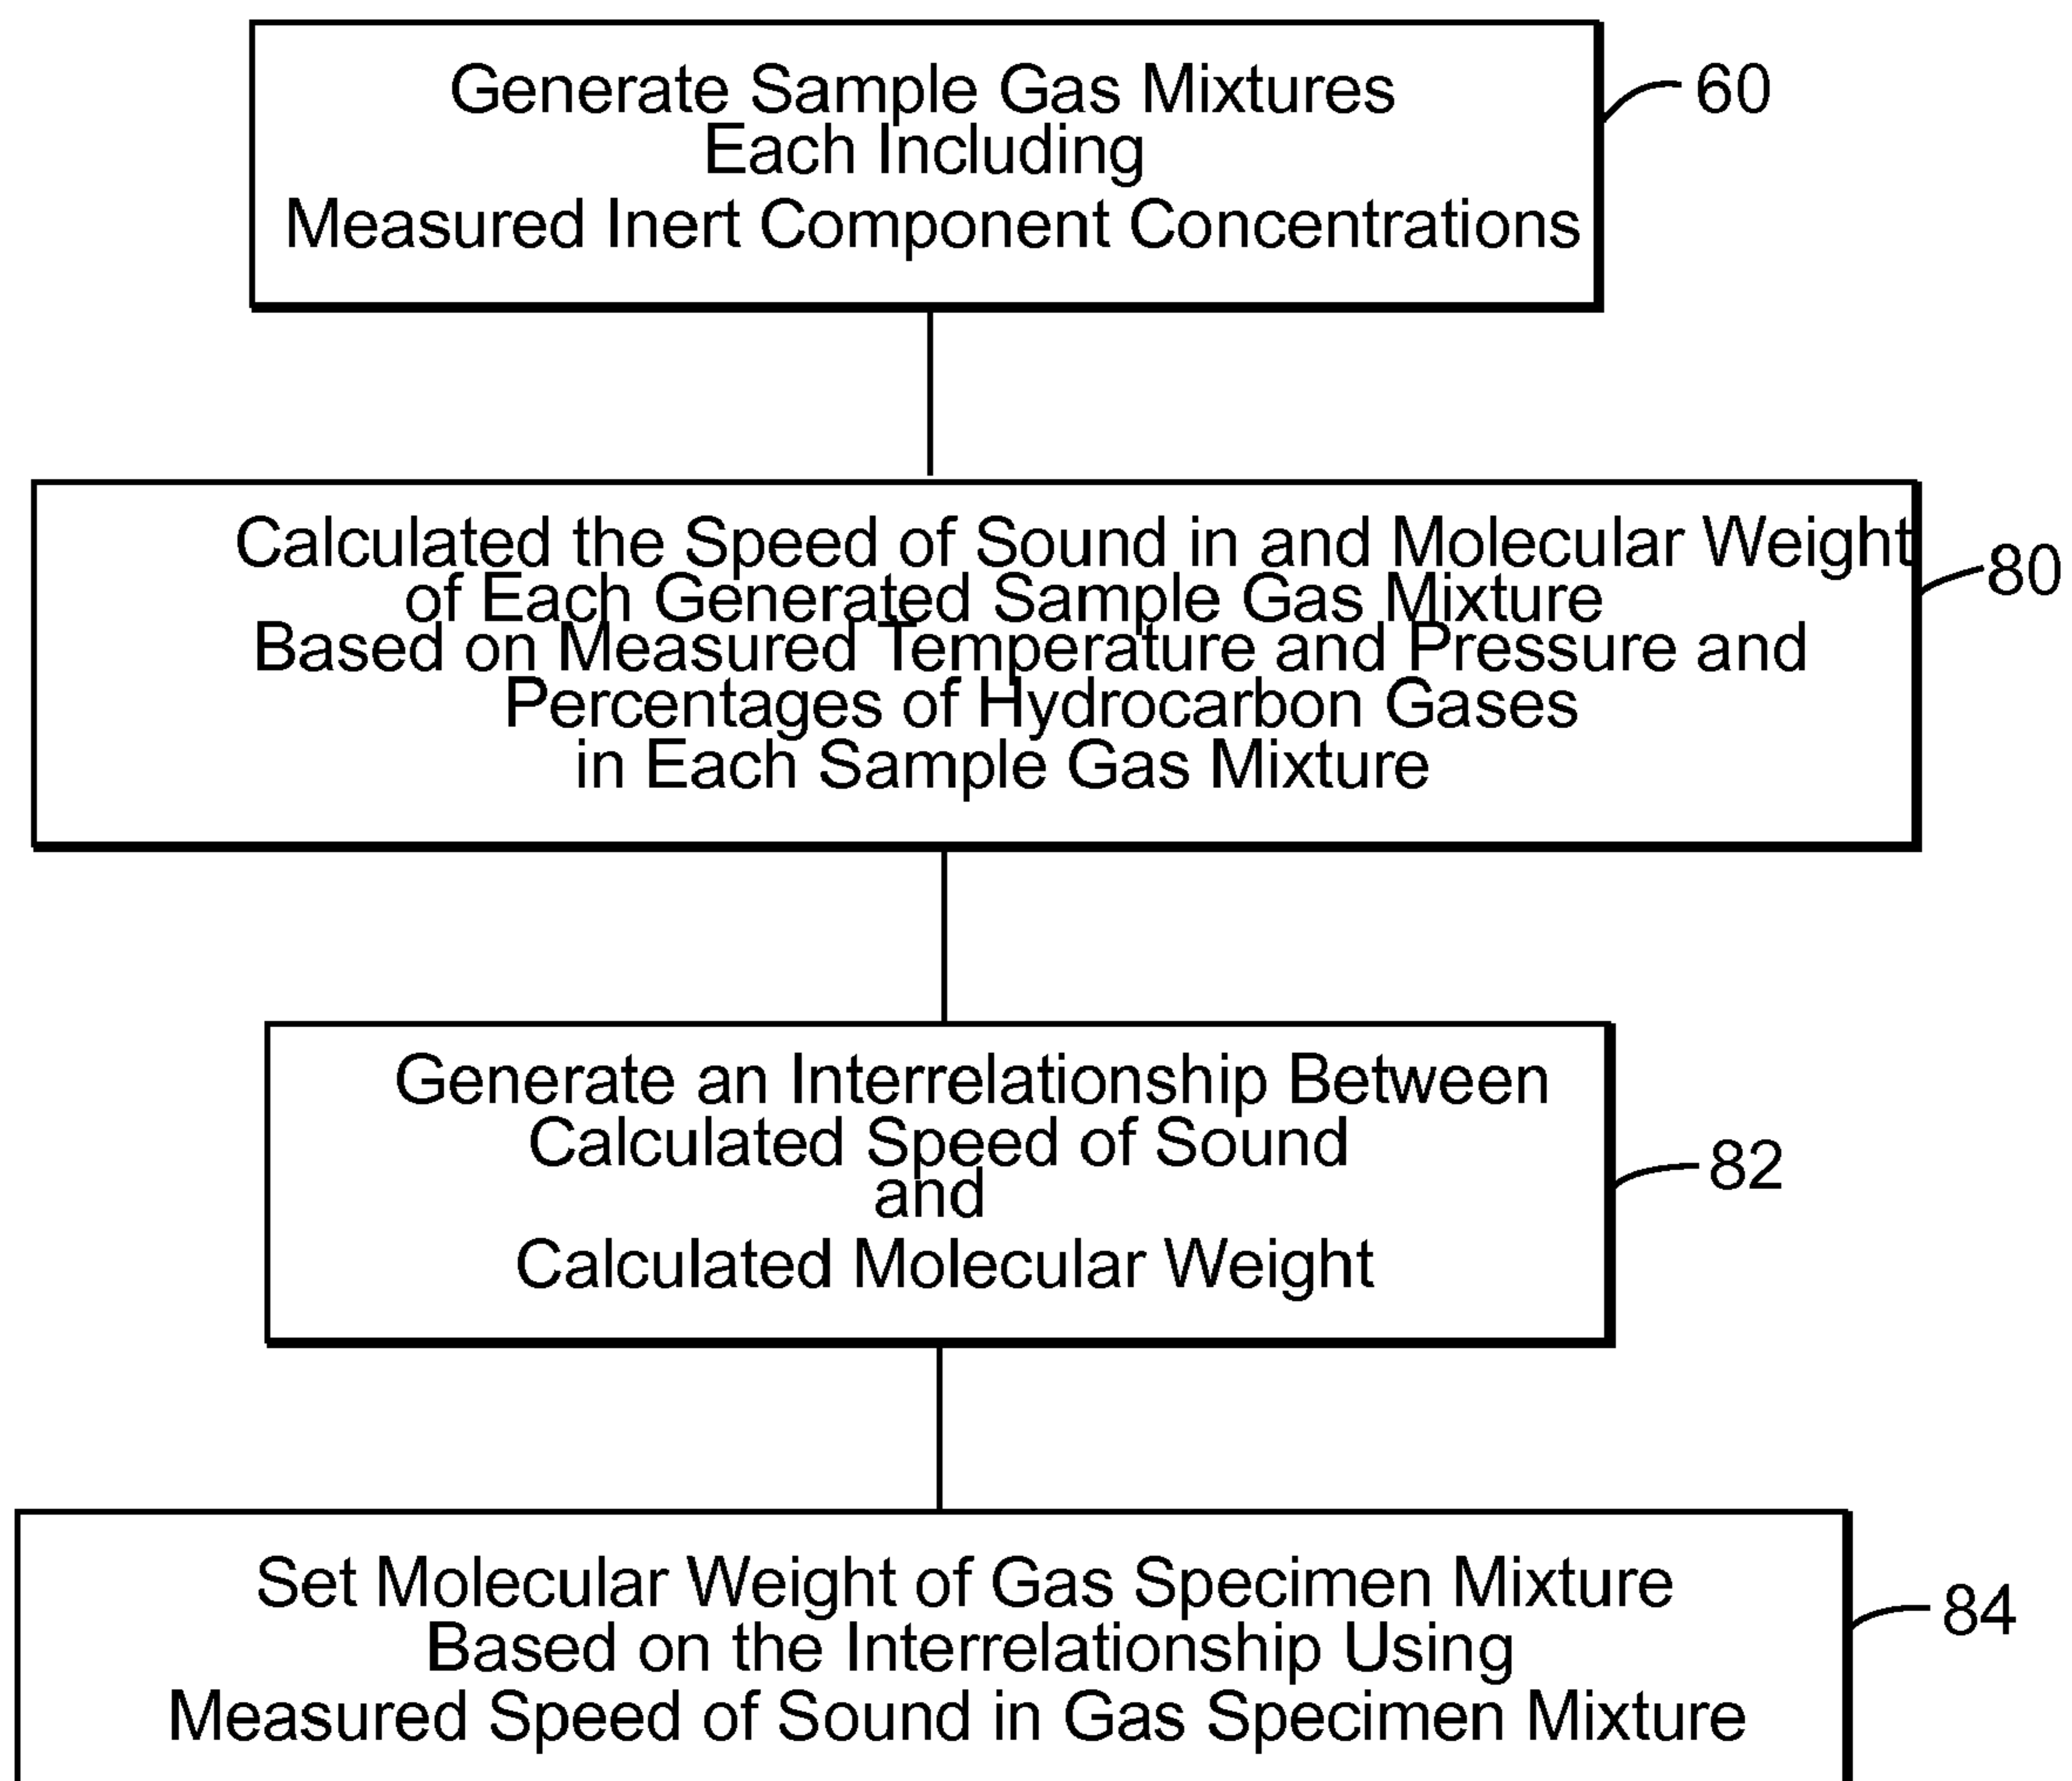 Generate Sample Gas Mixtures
Each Including
Measured Inert Component Concentrations
60
Calculated the Speed of Sound in and Molecular Weight
of Each Generated Sample Gas Mixture
Based on Measured Temperature and Pressure and
Percentages of Hydrocarbon Gases
in Each Sample Gas Mixture
80
Generate an Interrelationship Between
Calculated Speed of Sound
and
Calculated Molecular Weight
82
Set Molecular Weight of Gas Specimen Mixture
Based on the Interrelationship Using
Measured Speed of Sound in Gas Specimen Mixture
84